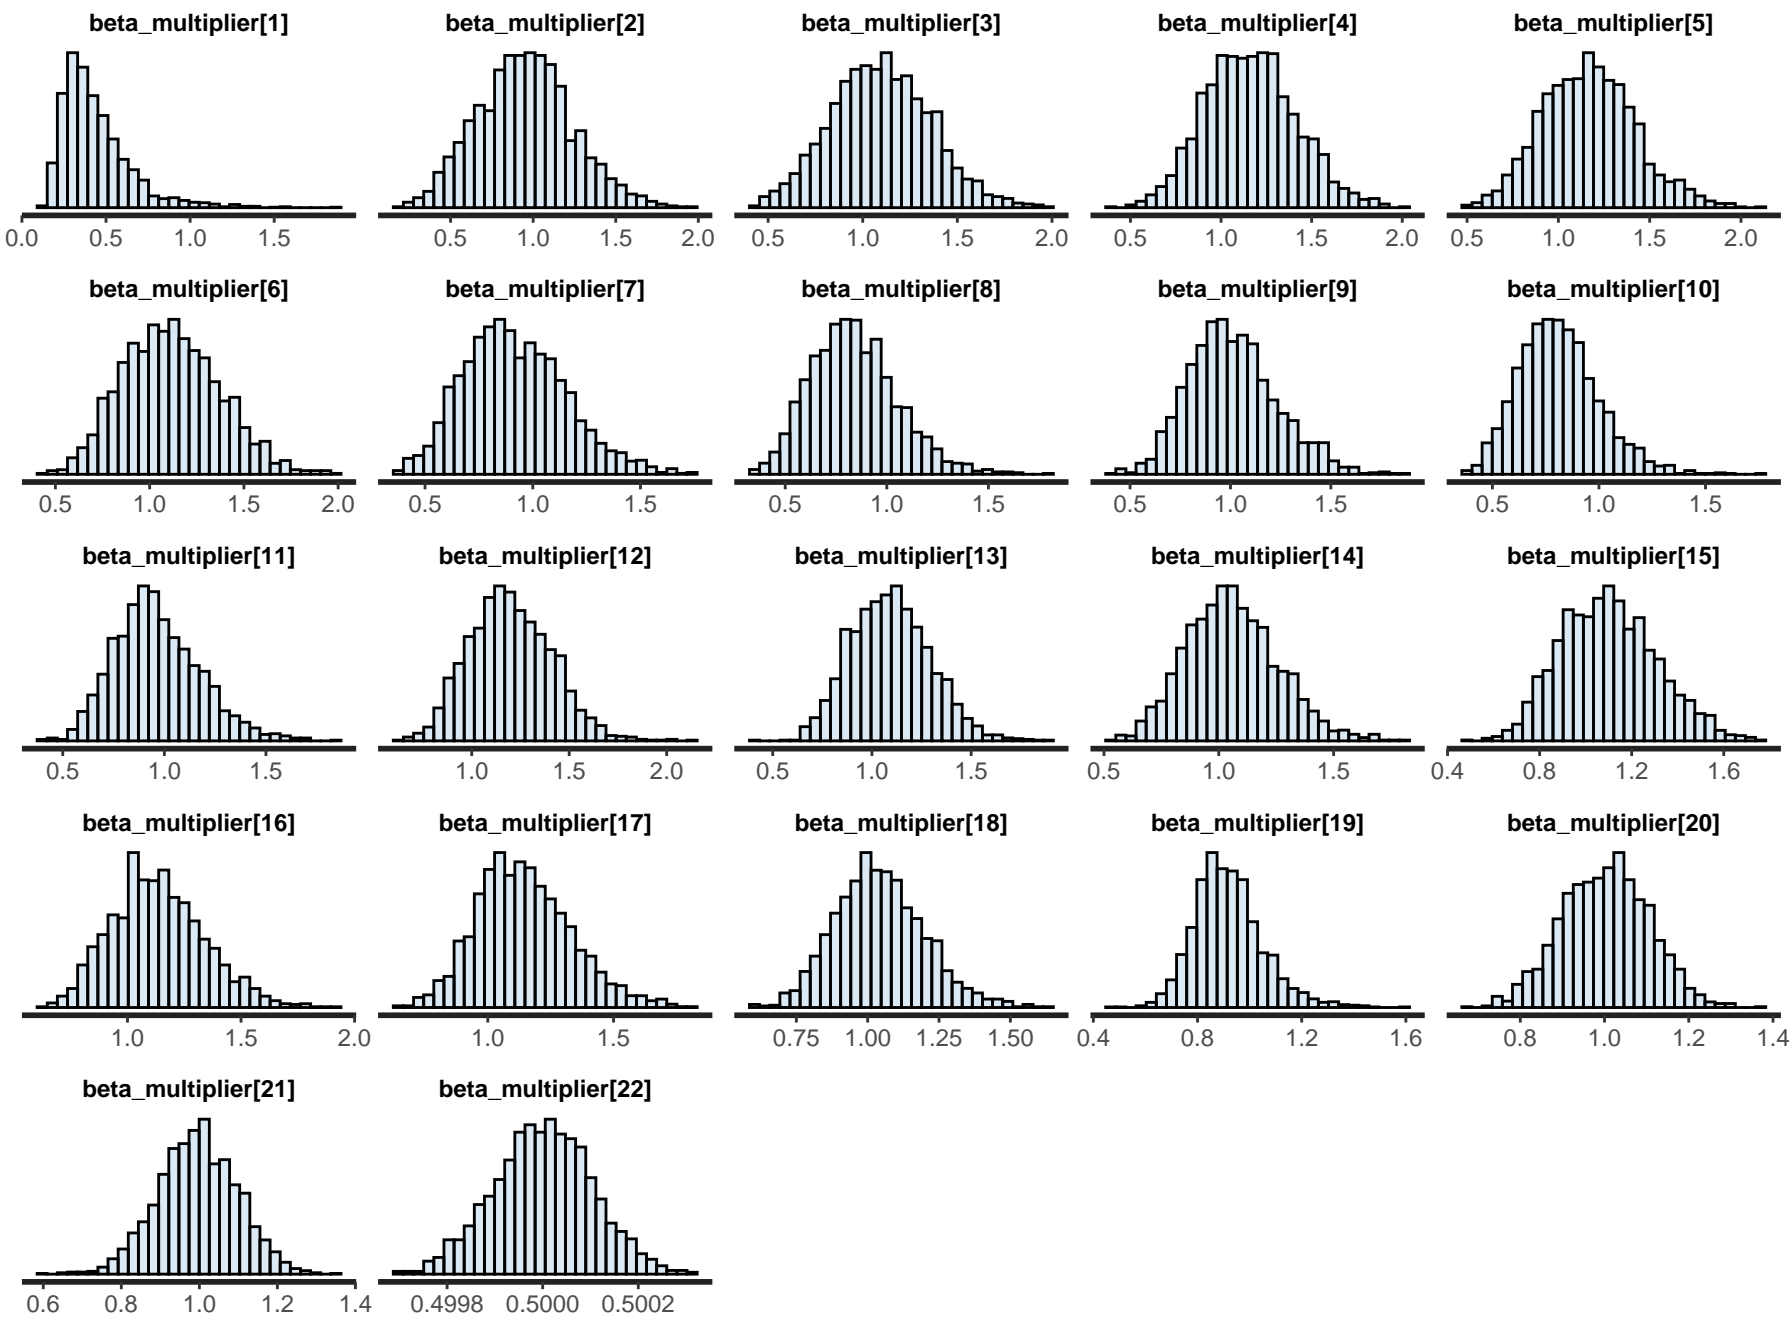 beta_multiplier[1] beta_multiplier[2] beta_multiplier[3] beta_multiplier[4] beta_multiplier[5]
0.0 0.5 1.0 1.5 0.5 1.0 1.5 2.0 0.5 1.0 1.5 2.0 0.5 1.0 1.5 2.0 0.5 1.0 1.5 2.0
beta_multiplier[6] beta_multiplier[7] beta_multiplier[8] beta_multiplier[9] beta_multiplier[10]
0.5 1.0 1.5 2.0 0.5 1.0 1.5 0.5 1.0 1.5 0.5 1.0 1.5 0.5 1.0 1.5
beta_multiplier[11] beta_multiplier[12] beta_multiplier[13] beta_multiplier[14] beta_multiplier[15]
0.5 1.0 1.5 1.0 1.5 2.0 0.5 1.0 1.5 0.5 1.0 1.5 0.4 0.8 1.2 1.6
beta_multiplier[16] beta_multiplier[17] beta_multiplier[18] beta_multiplier[19] beta_multiplier[20]
1.0 1.5 2.0 1.0 1.5 0.75 1.00 1.25 1.50 0.4 0.8 1.2 1.6 0.8 1.0 1.2 1.4
beta_multiplier[21] beta_multiplier[22]
0.6 0.8 1.0 1.2 1.4 0.4998 0.5000 0.5002